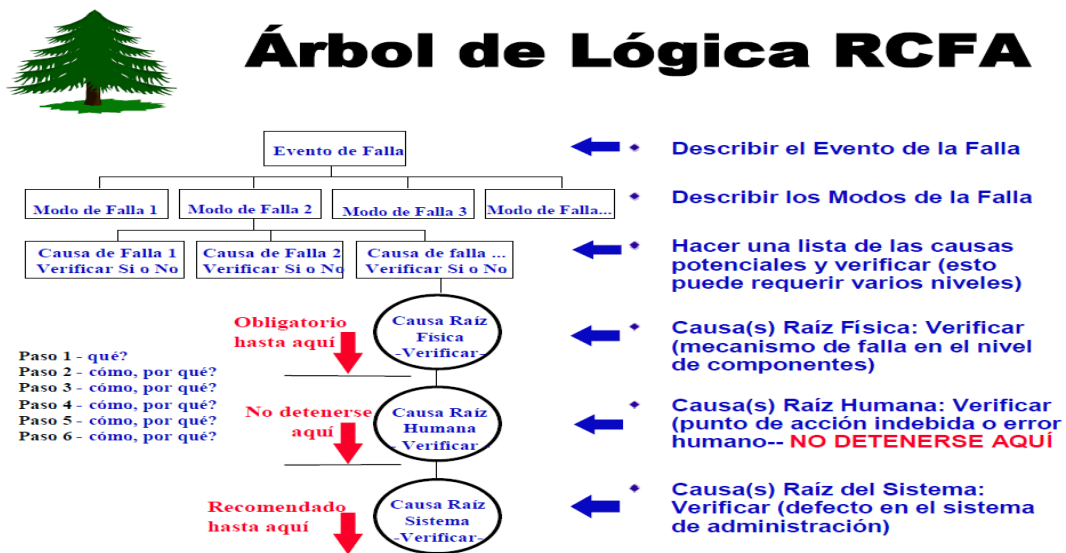 Árbol de Lógica RCFA
Evento de Falla
Describir el Evento de la Falla
Modo de Falla 1
Modo de Falla 2
Modo de Falla 3
Modo de Falla...
Describir los Modos de la Falla
Causa de Falla 1
Verificar Si o No
Causa de Falla 2
Verificar Si o No
Causa de falla ...
Verificar Si o No
Hacer una lista de las causas
potenciales y verificar (esto
puede requerir varios niveles)
Obligatorio
hasta aquí
Causa Raíz
Física
-Verificar-
Causa(s) Raíz Física: Verificar
(mecanismo de falla en el nivel
de componentes)
Paso 1 - qué?
Paso 2 - cómo, por qué?
Paso 3 - cómo, por qué?
Paso 4 - cómo, por qué?
Paso 5 - cómo, por qué?
Paso 6 - cómo, por qué?
No detenerse
aquí
Causa Raíz
Humana
- Verificar-
Causa(s) Raíz Humana: Verificar
(punto de acción indebida o error
humano-- NO DETENERSE AQUÍ
Recomendado
hasta aquí
Causa Raíz
Sistema
-Verificar-
Causa(s) Raíz del Sistema:
Verificar (defecto en el sistema
de administración)